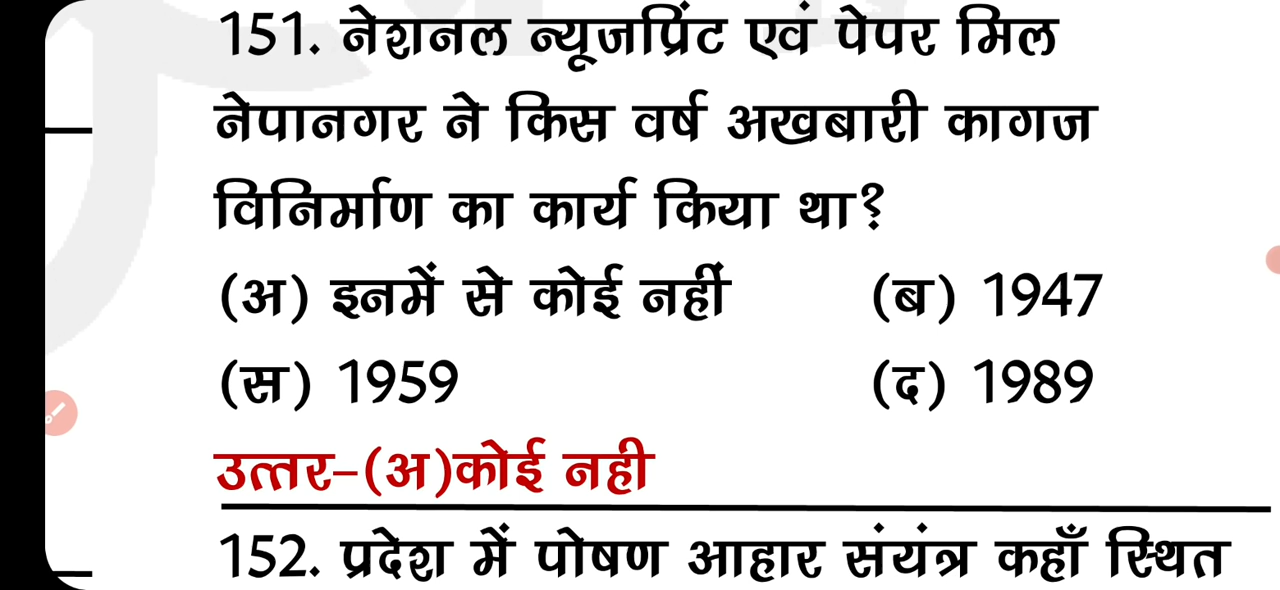 151. नेशनल न्यूजप्रिंट एवं पेपर मिल
नेपानगर ने किस वर्ष अखबारी कागज
विनिर्माण का कार्य किया था?
(अ) इनमें से कोई नहीं (ब) 1947
(स) 1959 (द) 1989
उत्तर-(अ)कोई नही
152. प्रदेश में पोषण आहार संयंत्र कहाँ स्थित